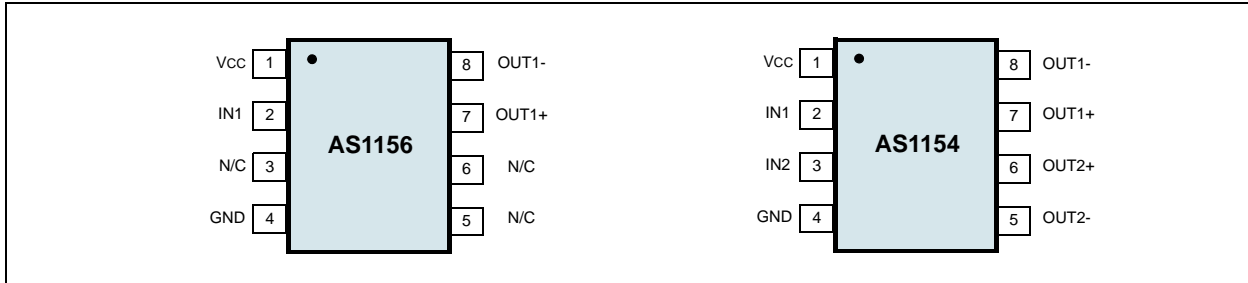 VCC 1 8 OUT1-
IN1 2 7 OUT1+
N/C 3 6 N/C
GND 4 5 N/C
AS1156
VCC 1 8 OUT1-
IN1 2 7 OUT1+
IN2 3 6 OUT2+
GND 4 5 OUT2-
AS1154